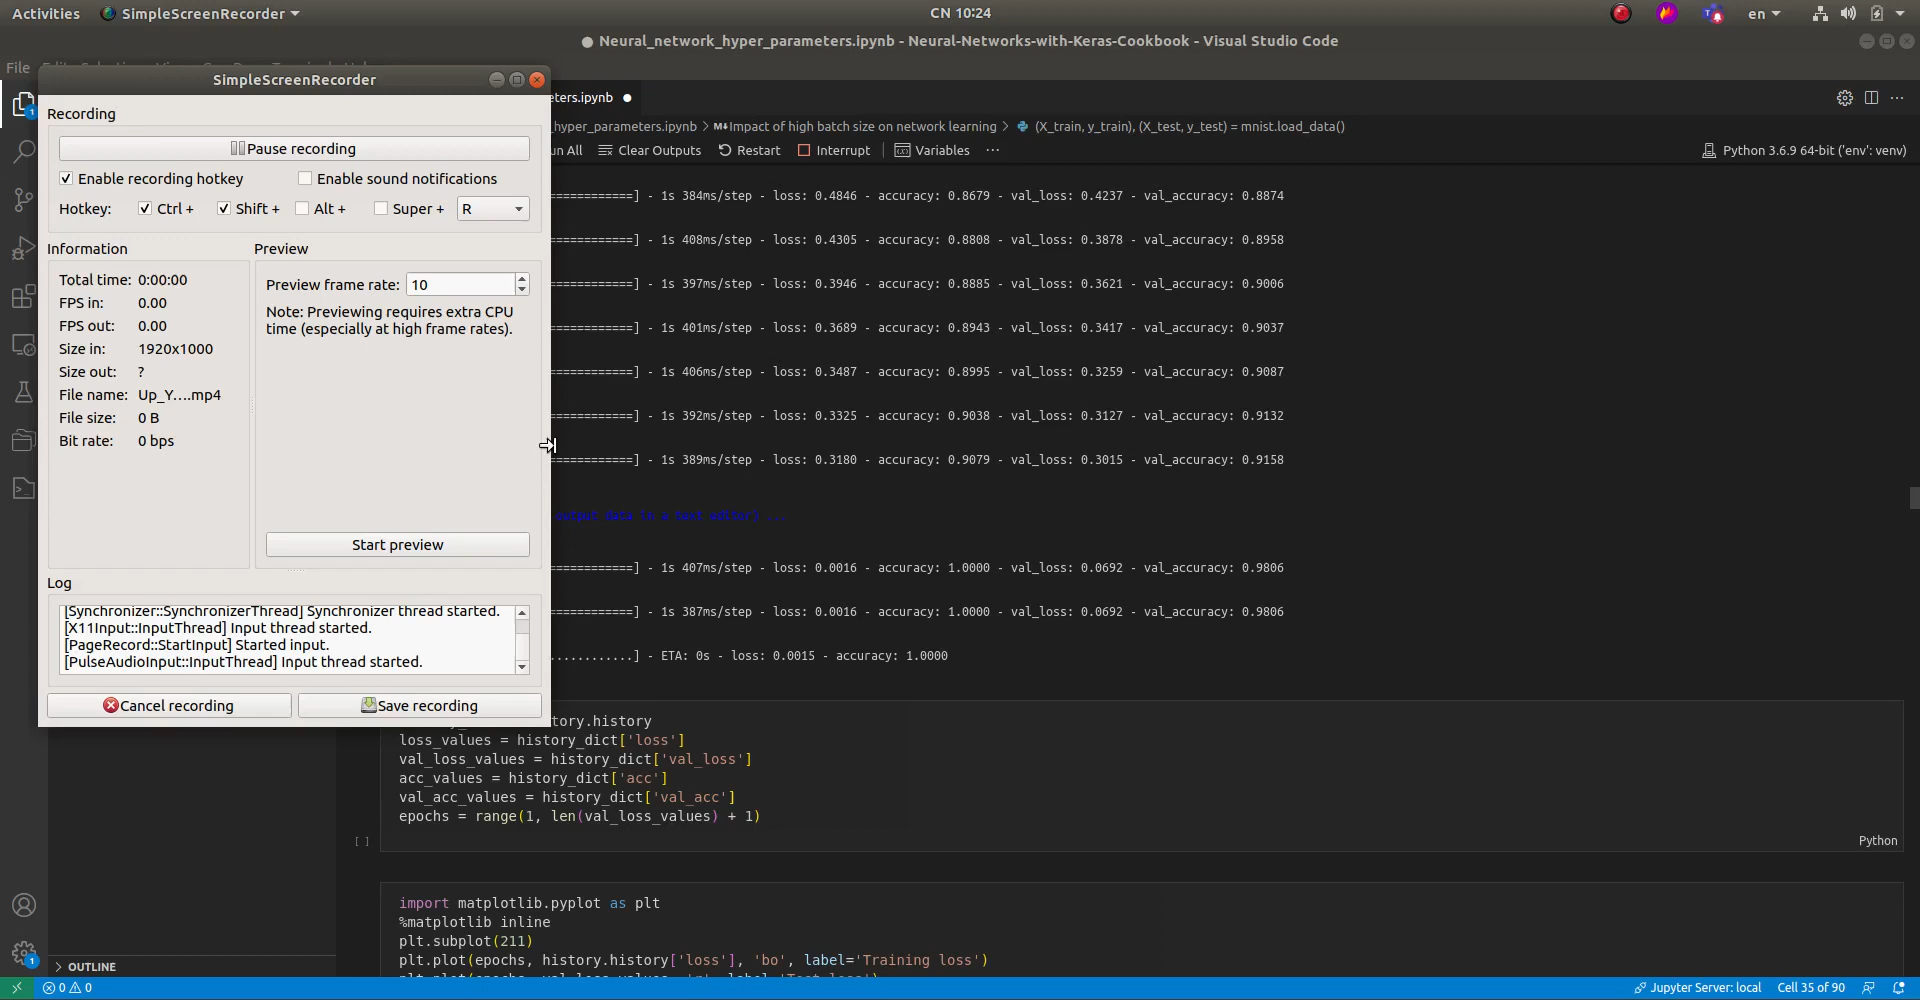 Activities
SimpleScreenRecorder
CN 10:24
en
Neural_network_hyper_parameters.ipynb - Neural-Networks-with-Keras-Cookbook - Visual Studio Code
File
SimpleScreenRecorder
Recording
Pause recording
Enable recording hotkey
Enable sound notifications
Hotkey:
Ctrl +
Shift +
Alt +
Super +
R
Information
Total time: 0:00:00
FPS in: 0.00
FPS out: 0.00
Size in: 1920x1000
Size out: ?
File name: Up_Y....mp4
File size: 0 B
Bit rate: 0 bps
Preview
Preview frame rate: 10
Note: Previewing requires extra CPU
time (especially at high frame rates).
Start preview
Log
[Synchronizer::SynchronizerThread] Synchronizer thread started.
[X11Input::InputThread] Input thread started.
[PageRecord::StartInput] Started input.
[PulseAudioInput::InputThread] Input thread started.
Cancel recording
Save recording
eters.ipynb
_hyper_parameters.ipynb > M↓Impact of high batch size on network learning > (X_train, y_train), (X_test, y_test) = mnist.load_data()
un All
Clear Outputs
Restart
Interrupt
Variables
···
Python 3.6.9 64-bit ('env': venv)
============] - 1s 384ms/step - loss: 0.4846 - accuracy: 0.8679 - val_loss: 0.4237 - val_accuracy: 0.8874
============] - 1s 408ms/step - loss: 0.4305 - accuracy: 0.8808 - val_loss: 0.3878 - val_accuracy: 0.8958
============] - 1s 397ms/step - loss: 0.3946 - accuracy: 0.8885 - val_loss: 0.3621 - val_accuracy: 0.9006
============] - 1s 401ms/step - loss: 0.3689 - accuracy: 0.8943 - val_loss: 0.3417 - val_accuracy: 0.9037
============] - 1s 406ms/step - loss: 0.3487 - accuracy: 0.8995 - val_loss: 0.3259 - val_accuracy: 0.9087
============] - 1s 392ms/step - loss: 0.3325 - accuracy: 0.9038 - val_loss: 0.3127 - val_accuracy: 0.9132
============] - 1s 389ms/step - loss: 0.3180 - accuracy: 0.9079 - val_loss: 0.3015 - val_accuracy: 0.9158
output data in a text editor) ...
============] - 1s 407ms/step - loss: 0.0016 - accuracy: 1.0000 - val_loss: 0.0692 - val_accuracy: 0.9806
============] - 1s 387ms/step - loss: 0.0016 - accuracy: 1.0000 - val_loss: 0.0692 - val_accuracy: 0.9806
............] - ETA: 0s - loss: 0.0015 - accuracy: 1.0000
tory.history
loss_values = history_dict['loss']
val_loss_values = history_dict['val_loss']
acc_values = history_dict['acc']
val_acc_values = history_dict['val_acc']
epochs = range(1, len(val_loss_values) + 1)
[ ]
Python
import matplotlib.pyplot as plt
%matplotlib inline
plt.subplot(211)
plt.plot(epochs, history.history['loss'], 'bo', label='Training loss')
plt.plot(epochs, val_loss_values, 'r', label='Test loss')
OUTLINE
0 0
Jupyter Server: local
Cell 35 of 90